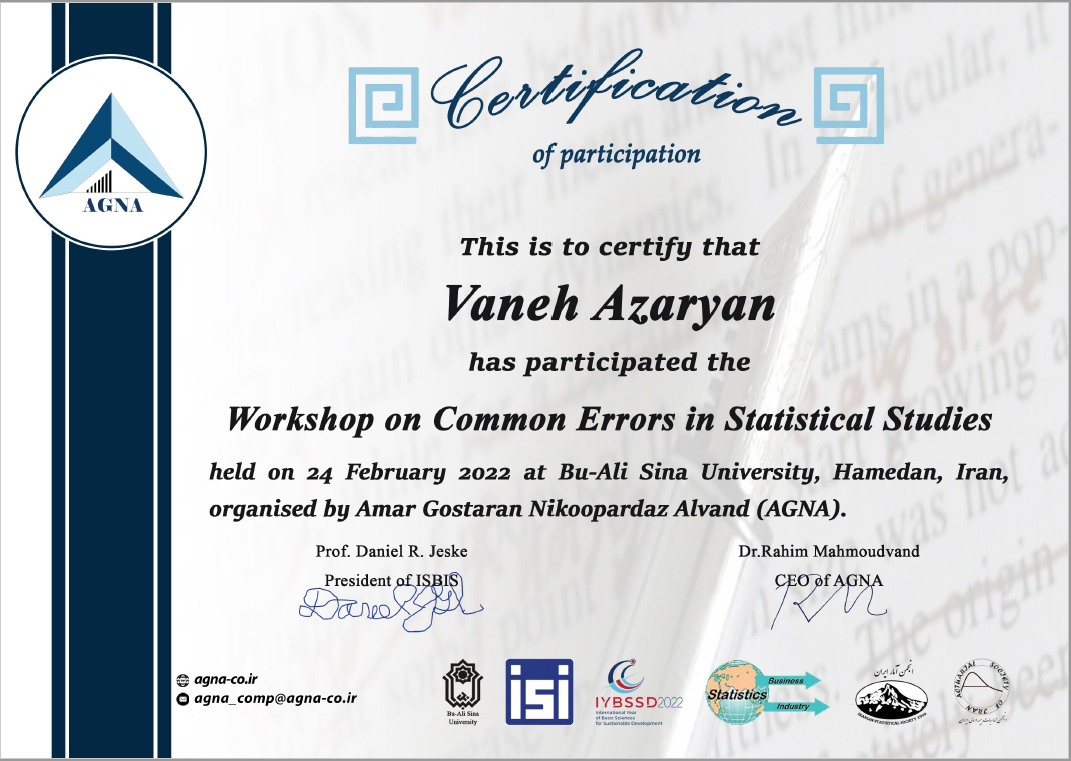 Certification
of participation
AGNA
This is to certify that
Vaneh Azaryan
has participated the
Workshop on Common Errors in Statistical Studies
held on 24 February 2022 at Bu-Ali Sina University, Hamedan, Iran,
organised by Amar Gostaran Nikoopardaz Alvand (AGNA).
Prof. Daniel R. Jeske
President of ISBIS
Dr.Rahim Mahmoudvand
CEO of AGNA
agna-co.ir
agna_comp@agna-co.ir
Bu-Ali Sina
University
isi
IYBSSD2022
International Year
of Basic Sciences
for Sustainable Development
Statistics
Business
Industry
انجمن آمار ایران
IRANIAN STATISTICAL SOCIETY
ACTUARIAL SOCIETY OF IRAN